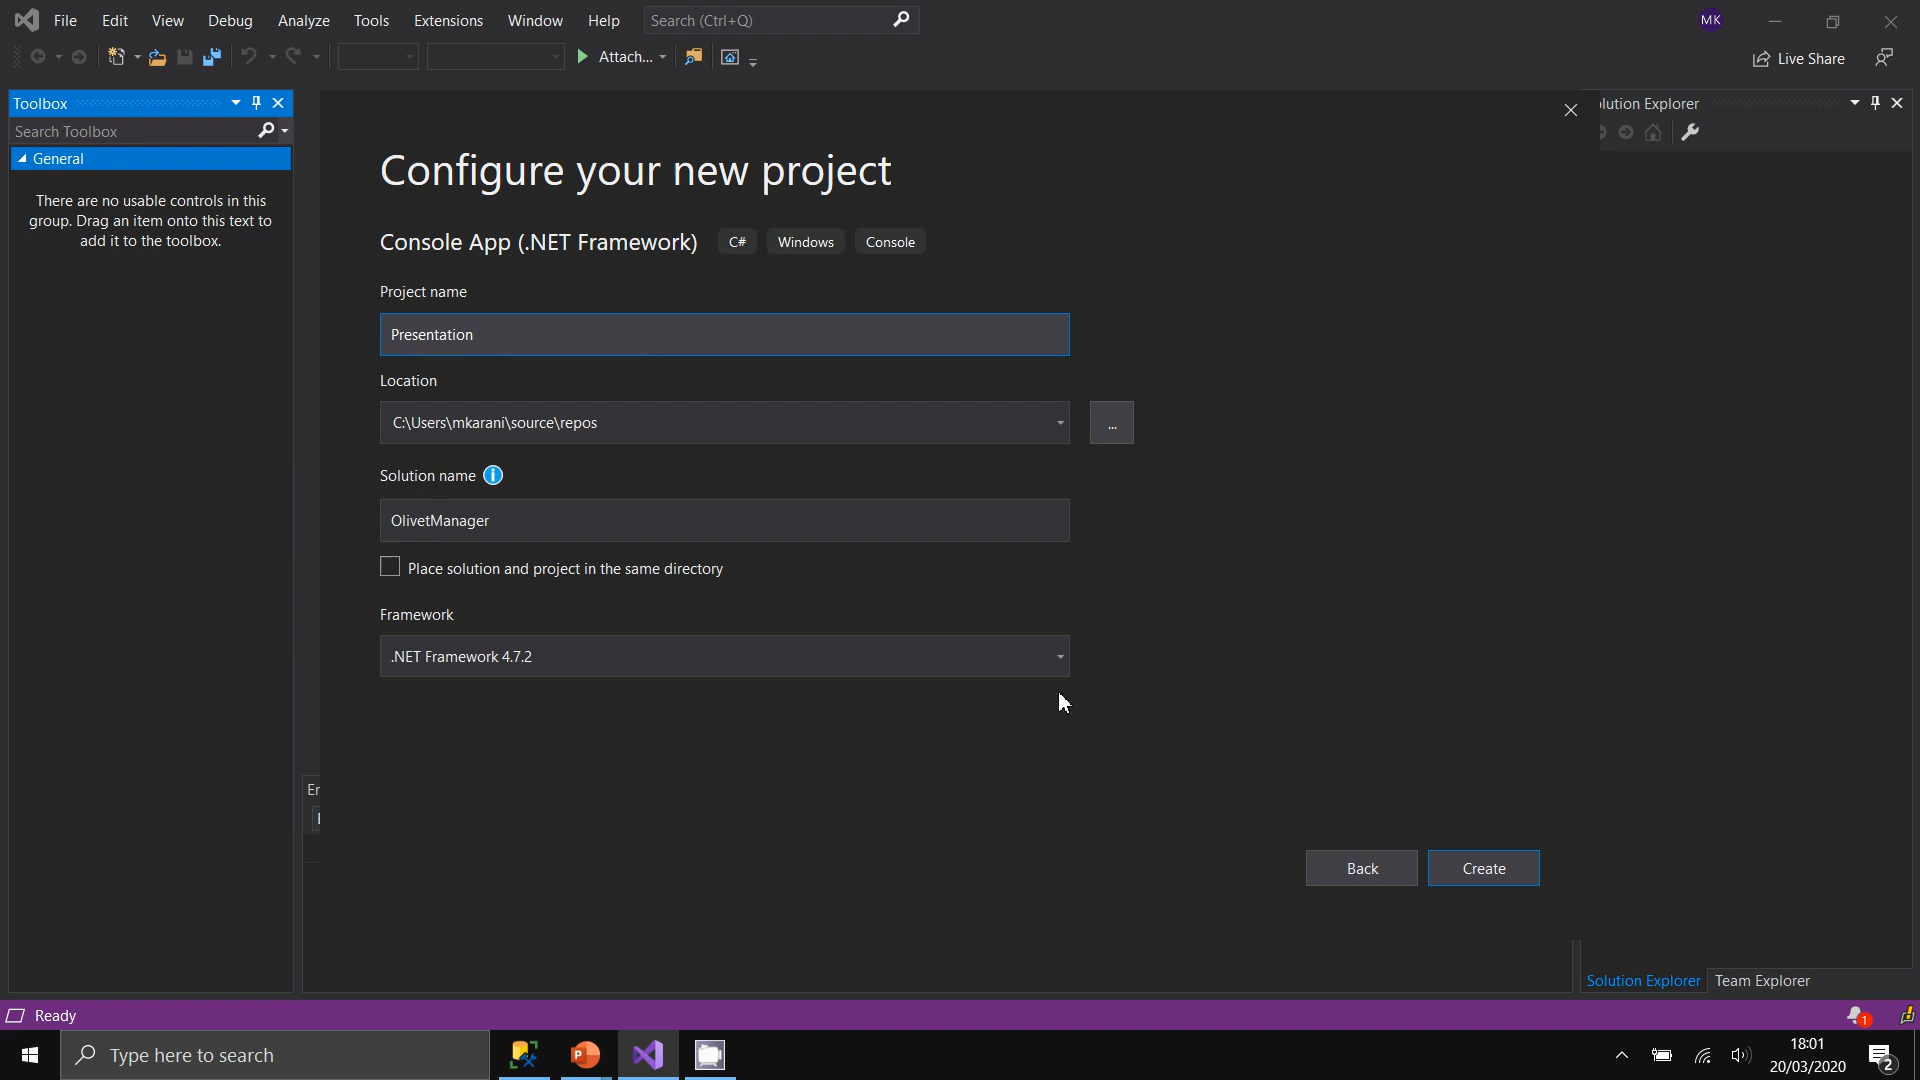 File Edit View Debug Analyze Tools Extensions Window Help Search (Ctrl+Q) MK
Attach... Live Share
Toolbox
Search Toolbox
General
There are no usable controls in this
group. Drag an item onto this text to
add it to the toolbox.
Configure your new project
Console App (.NET Framework) C# Windows Console
Project name
Presentation
Location
C:\Users\mkarani\source\repos
...
Solution name
OlivetManager
Place solution and project in the same directory
Framework
.NET Framework 4.7.2
Er
Back Create
lution Explorer
Solution Explorer Team Explorer
Ready
1
Type here to search
18:01
20/03/2020
2